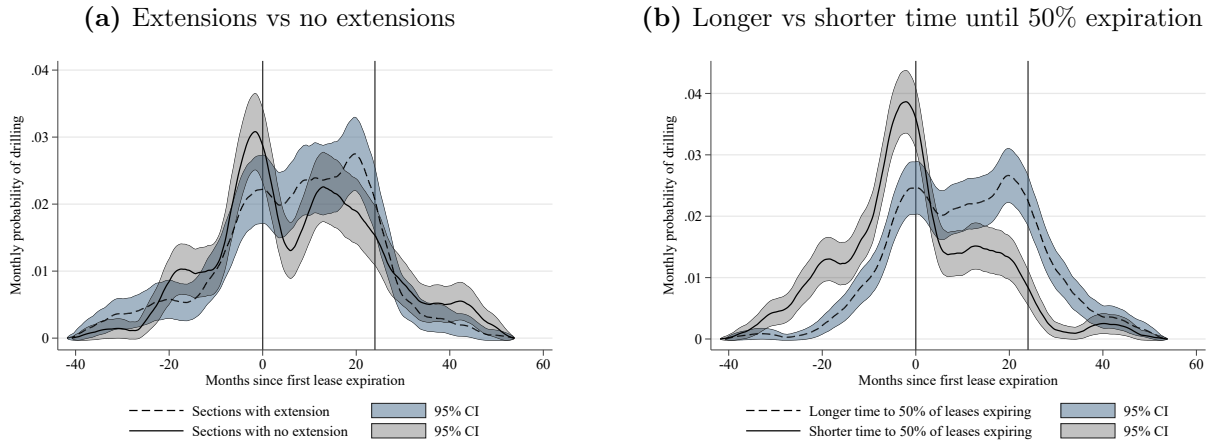 (a) Extensions vs no extensions
Monthly probability of drilling
.04
.03
.02
.01
0
-40
-20
0
20
40
60
Months since first lease expiration
Sections with extension
95% CI
Sections with no extension
95% CI
(b) Longer vs shorter time until 50% expiration
Monthly probability of drilling
.04
.03
.02
.01
0
-40
-20
0
20
40
60
Months since first lease expiration
Longer time to 50% of leases expiring
95% CI
Shorter time to 50% of leases expiring
95% CI